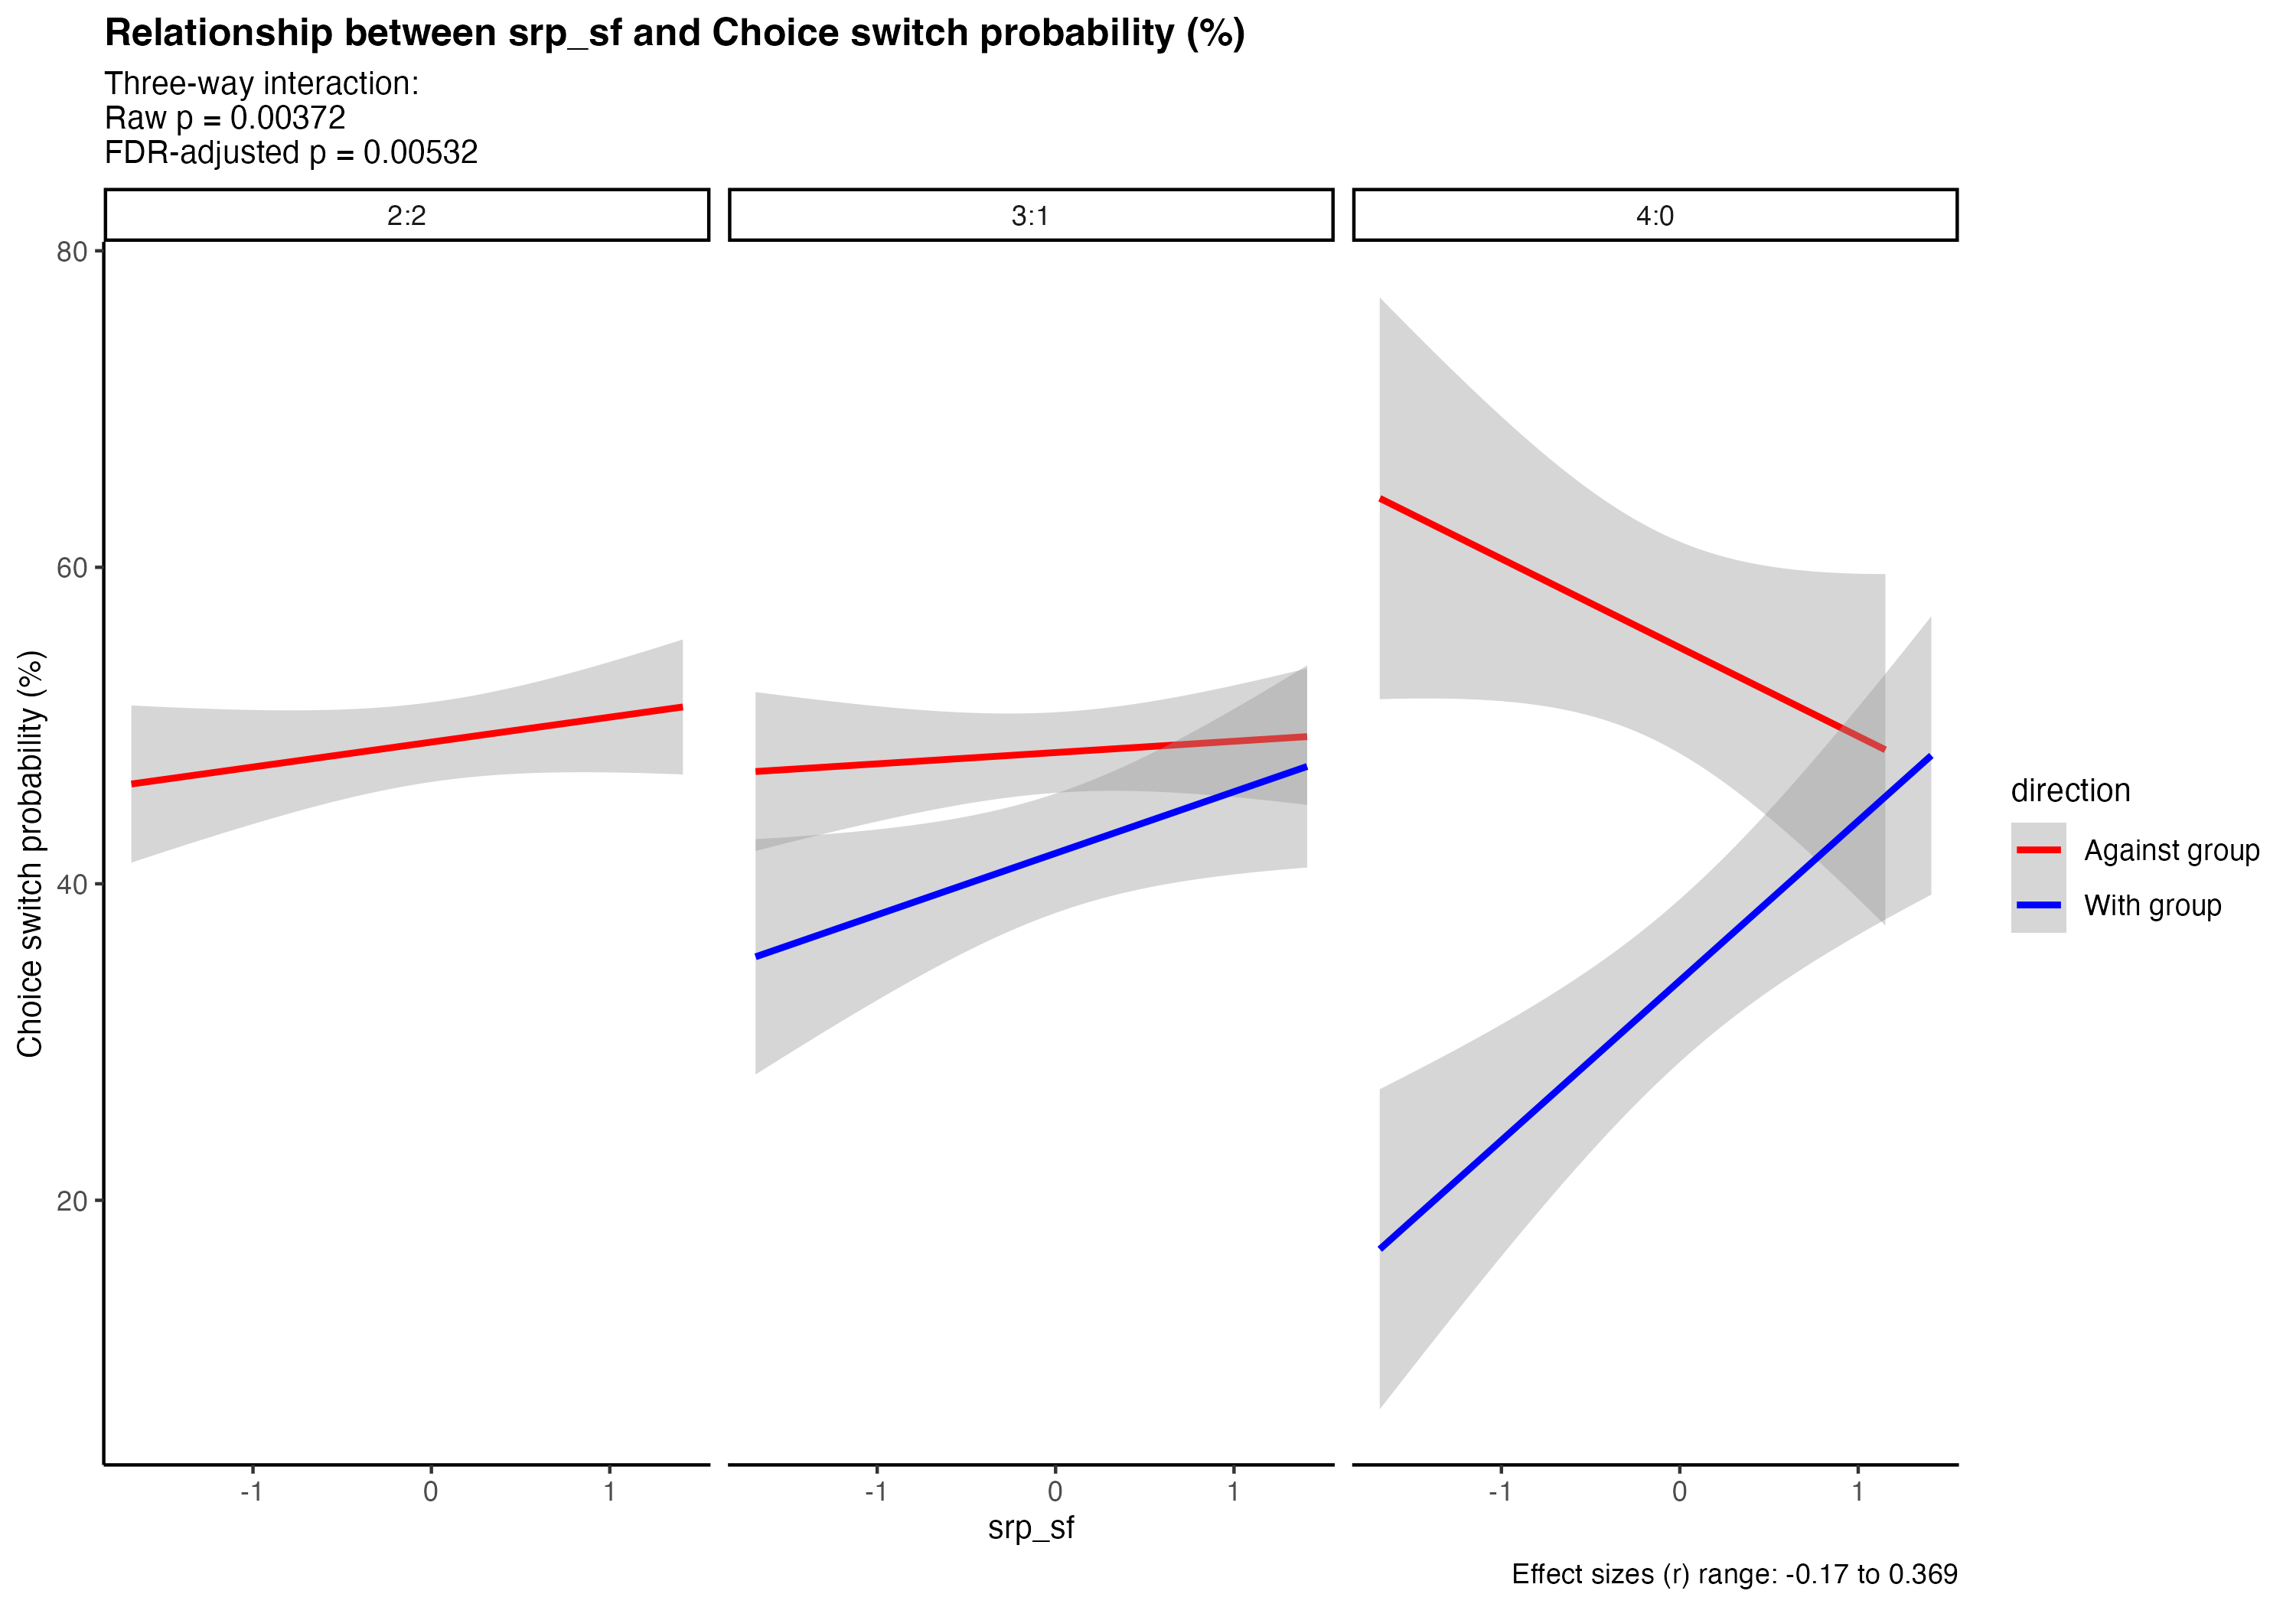 Relationship between srp_sf and Choice switch probability (%)
Three-way interaction:
Raw p = 0.00372
FDR-adjusted p = 0.00532
2:2
3:1
4:0
Choice switch probability (%)
80
60
40
20
-1
0
1
-1
0
1
-1
0
1
srp_sf
direction
Against group
With group
Effect sizes (r) range: -0.17 to 0.369